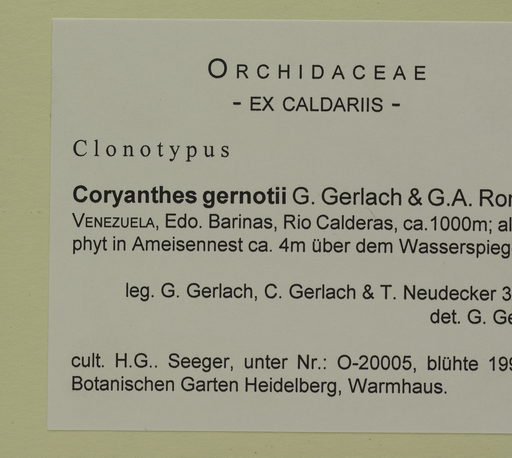 ORCHIDACEAE
- EX CALDARIIS -
Clonotypus
Coryanthes gernotii G. Gerlach & G.A. Ror
VENEZUELA, Edo. Barinas, Rio Calderas, ca.1000m; al
phyt in Ameisennest ca. 4m über dem Wasserspieg
leg. G. Gerlach, C. Gerlach & T. Neudecker 3
det. G. Ge
cult. H.G.. Seeger, unter Nr.: O-20005, blühte 199
Botanischen Garten Heidelberg, Warmhaus.